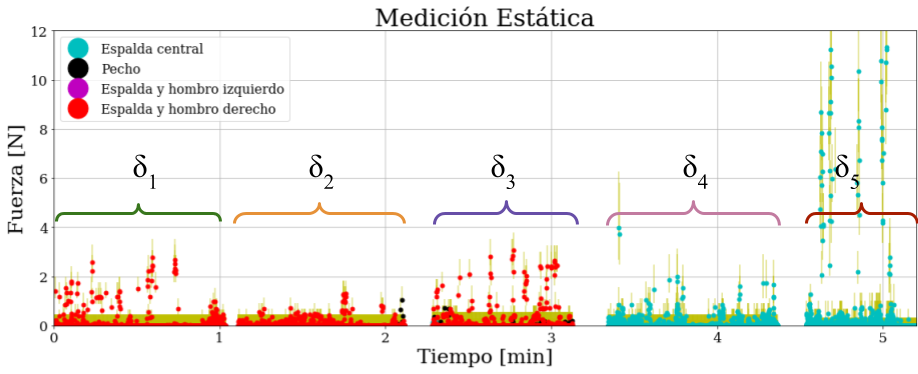 Medición Estática
Fuerza [N]
12
10
8
6
4
2
0
Espalda central
Pecho
Espalda y hombro izquierdo
Espalda y hombro derecho
δ1 δ2 δ3 δ4 δ5
0 1 2 3 4 5
Tiempo [min]